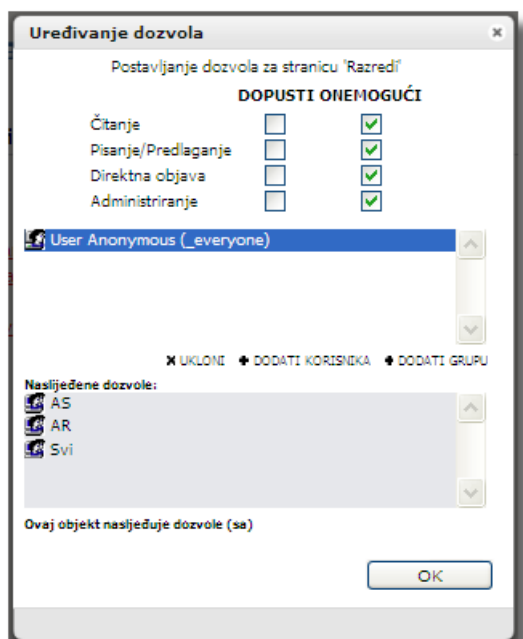 Uređivanje dozvola
Postavljanje dozvola za stranicu 'Razredi'
DOPUSTI ONEMOGUĆI
Čitanje
Pisanje/Predlaganje
Direktna objava
Administriranje
User Anonymous (_everyone)
UKLONI DODATI KORISNIKA DODATI GRUPU
Naslijeđene dozvole:
AS
AR
Svi
Ovaj objekt nasljeđuje dozvole (sa)
OK